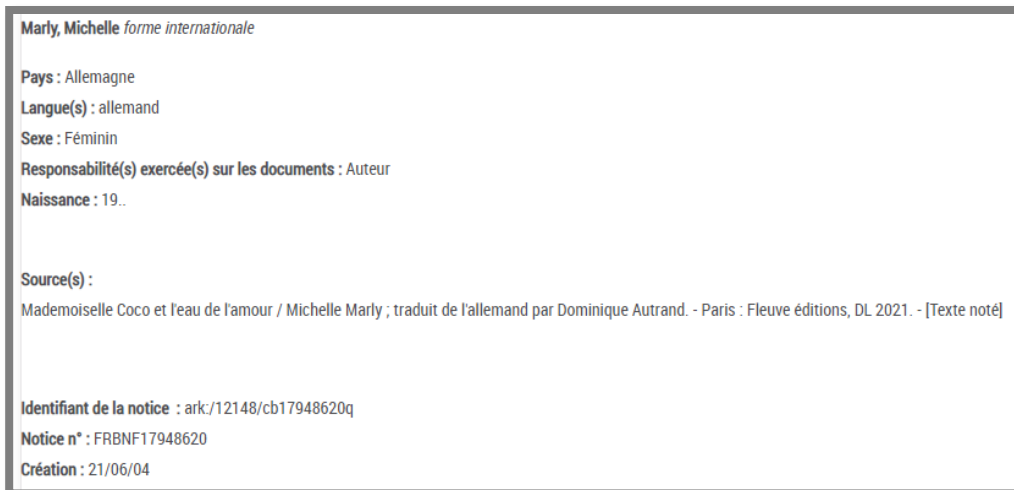 Marly, Michelle forme internationale
Pays : Allemagne
Langue(s) : allemand
Sexe : Féminin
Responsabilité(s) exercée(s) sur les documents : Auteur
Naissance : 19..
Source(s) :
Mademoiselle Coco et l'eau de l'amour / Michelle Marly ; traduit de l'allemand par Dominique Autrand. - Paris : Fleuve éditions, DL 2021. - [Texte noté]
Identifiant de la notice : ark:/12148/cb17948620q
Notice n° : FRBNF17948620
Création : 21/06/04